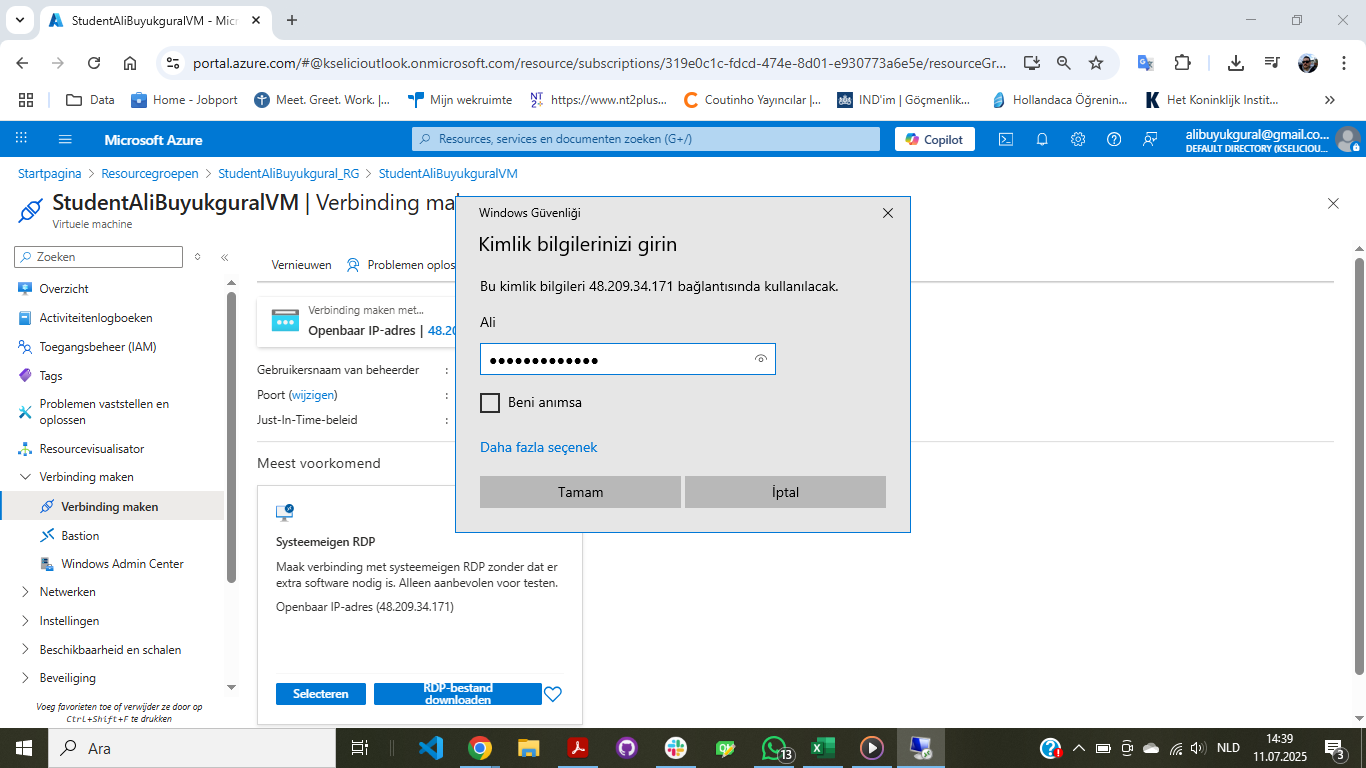 StudentAliBuyukguralVM - Micr
portal.azure.com/#@kselicioutlook.onmicrosoft.com/resource/subscriptions/319e0c1c-fdcd-474e-8d01-e930773a6e5e/resourceGr...
Data
Home - Jobport
Meet. Greet. Work. |...
Mijn wekruimte
NT2
https://www.nt2plus...
Coutinho Yayıncılar |...
IND'im | Göçmenlik...
Hollandaca Öğrenin...
Het Koninklijk Instit...
Microsoft Azure
Resources, services en documenten zoeken (G+/)
Copilot
alibuyukgural@gmail.co...
DEFAULT DIRECTORY (KSELICIOU...
Startpagina > Resourcegroepen > StudentAliBuyukgural_RG > StudentAliBuyukguralVM
StudentAliBuyukguralVM | Verbinding ma
Virtuele machine
Zoeken
Overzicht
Activiteitenlogboeken
Toegangsbeheer (IAM)
Tags
Problemen vaststellen en
oplossen
Resourcevisualisator
Verbinding maken
Verbinding maken
Bastion
Windows Admin Center
Netwerken
Instellingen
Beschikbaarheid en schalen
Beveiliging
Voeg favorieten toe of verwijder ze door op
Ctrl+Shift+F te drukken
Vernieuwen
Problemen oplos
Verbinding maken met...
Openbaar IP-adres | 48.20
Gebruikersnaam van beheerder :
Poort (wijzigen) :
Just-In-Time-beleid :
Meest voorkomend
Systeemeigen RDP
Maak verbinding met systeemeigen RDP zonder dat er
extra software nodig is. Alleen aanbevolen voor testen.
Openbaar IP-adres (48.209.34.171)
Selecteren
RDP-bestand
downloaden
Windows Güvenliği
Kimlik bilgilerinizi girin
Bu kimlik bilgileri 48.209.34.171 bağlantısında kullanılacak.
Ali
●●●●●●●●●●●●●
Beni anımsa
Daha fazla seçenek
Tamam
İptal
Ara
13
NLD
14:39
11.07.2025
3